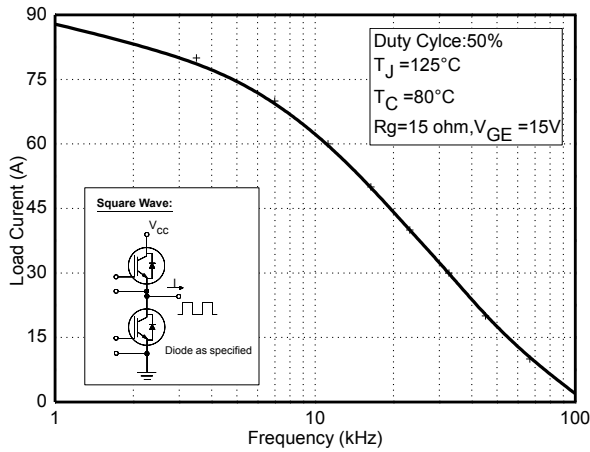 90
75
60
45
30
15
0
Load Current (A)
Duty Cylce:50%
TJ =125°C
TC =80°C
Rg=15 ohm,VGE =15V
Square Wave:
VCC
I
Diode as specified
1
10
100
Frequency (kHz)